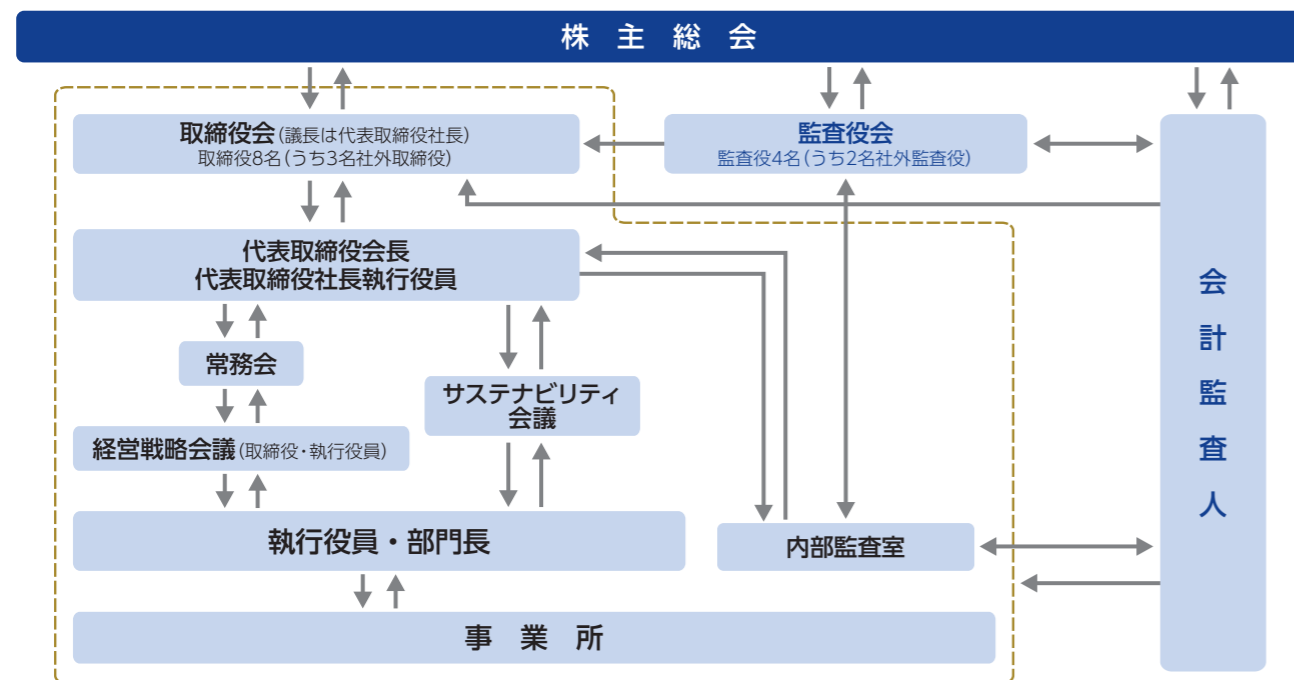 株主総会
取締役会(議長は代表取締役社長)
取締役8名(うち3名社外取締役)
監査役会
監査役4名(うち2名社外監査役)
代表取締役会長
代表取締役社長執行役員
常務会
サステナビリティ
会議
経営戦略会議(取締役・執行役員)
執行役員・部門長
内部監査室
事業所
会計監査人